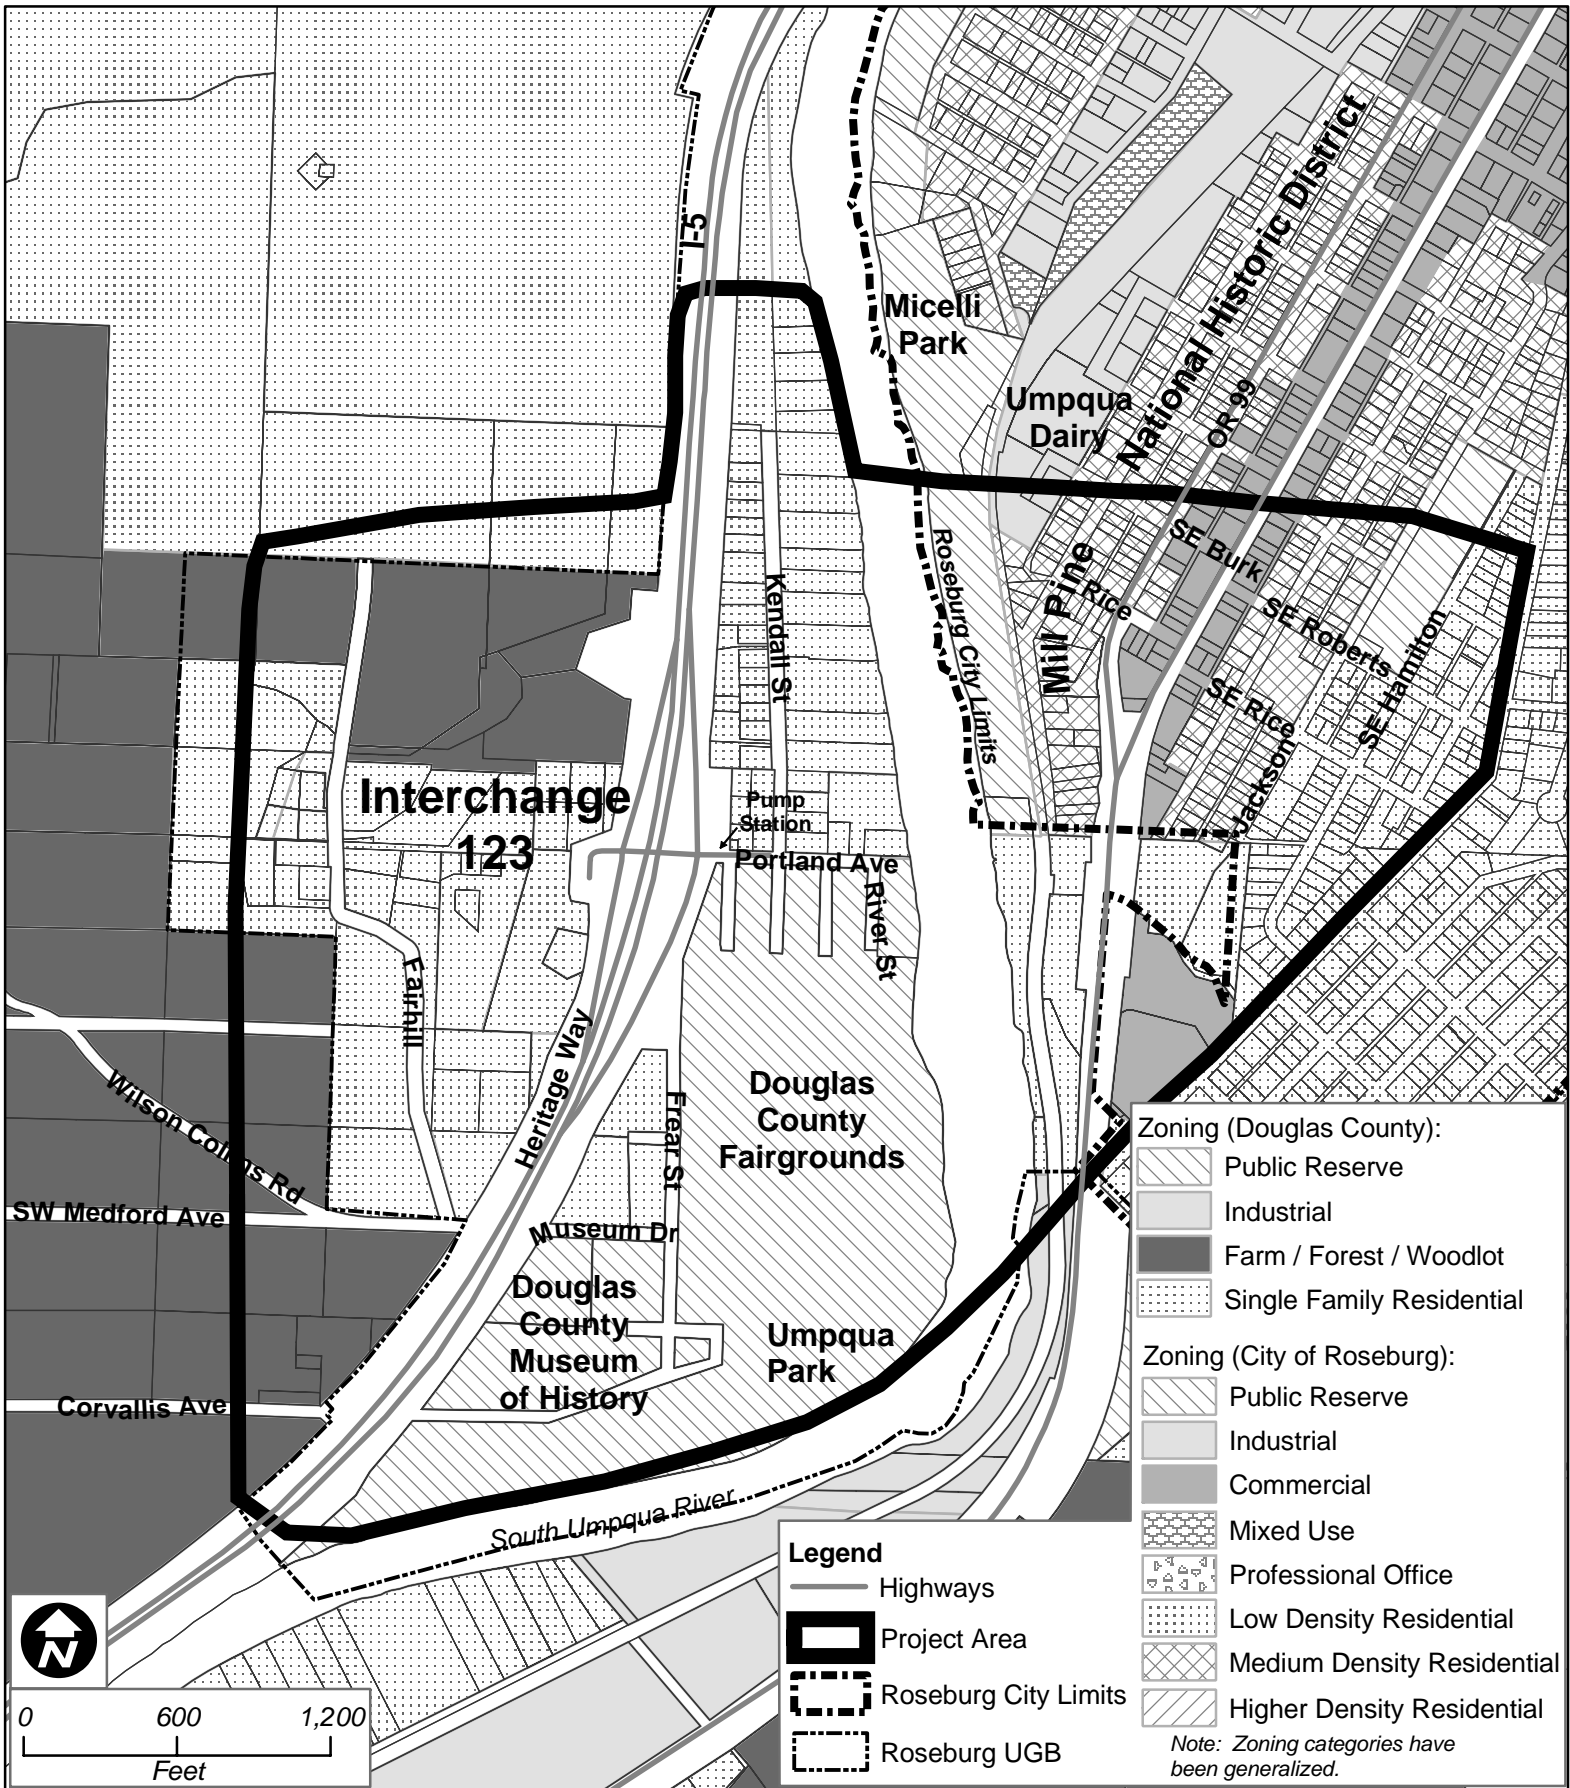 I-5
Micelli
Park
Umpqua
Dairy
National Historic District
OR 99
Mill Pine
Rice
SE Burk
SE Roberts
SE Hamilton
SE Rice
Jackson
Roseburg City Limits
Kendall St
Interchange
123
Pump
Station
Portland Ave
River St
Fairhill
Heritage Way
Frear St
Douglas
County
Fairgrounds
Wilson Collins Rd
SW Medford Ave
Museum Dr
Douglas
County
Museum
of History
Umpqua
Park
Corvallis Ave
South Umpqua River
N
0 600 1,200
Feet
Legend
Highways
Project Area
Roseburg City Limits
Roseburg UGB
Zoning (Douglas County):
Public Reserve
Industrial
Farm / Forest / Woodlot
Single Family Residential
Zoning (City of Roseburg):
Public Reserve
Industrial
Commercial
Mixed Use
Professional Office
Low Density Residential
Medium Density Residential
Higher Density Residential
Note: Zoning categories have
been generalized.